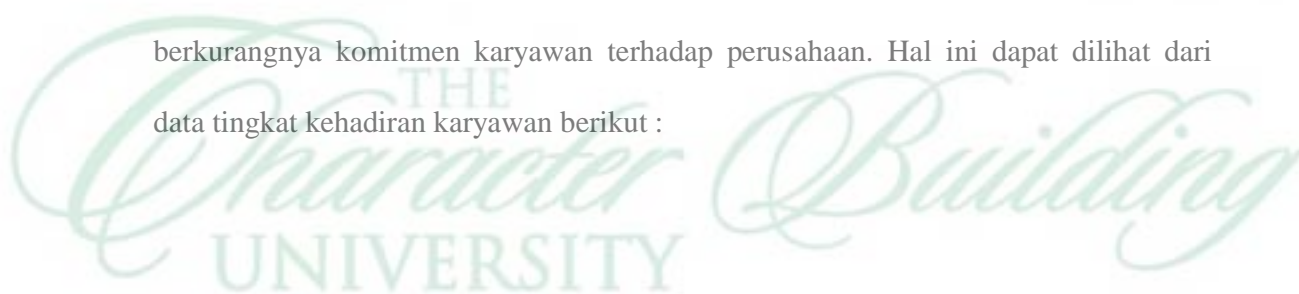 berkurangnya komitmen karyawan terhadap perusahaan. Hal ini dapat dilihat dari
THE
data tingkat kehadiran karyawan berikut :
Character Building
UNIVERSITY